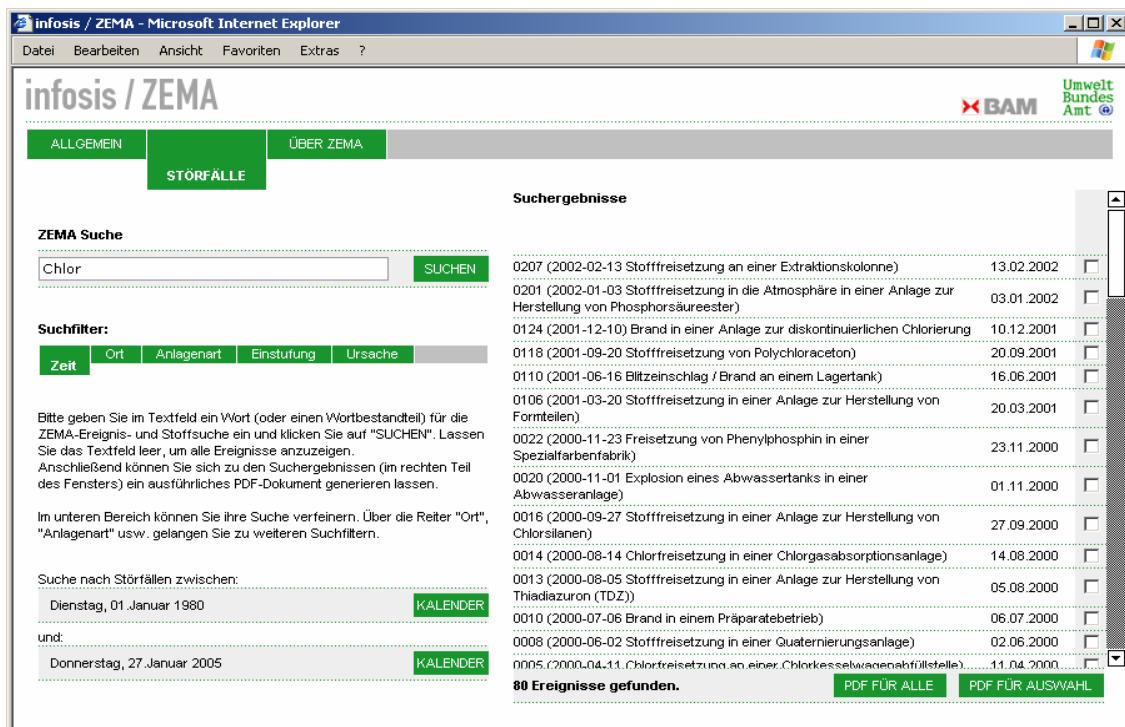 infosis / ZEMA - Microsoft Internet Explorer
Datei Bearbeiten Ansicht Favoriten Extras ?
infosis / ZEMA
BAM
Umwelt
Bundes
Amt
ALLGEMEIN
STÖRFÄLLE
ÜBER ZEMA
ZEMA Suche
Chlor
SUCHEN
Suchfilter:
Zeit
Ort
Anlagenart
Einstufung
Ursache
Bitte geben Sie im Textfeld ein Wort (oder einen Wortbestandteil) für die
ZEMA-Ereignis- und Stoffsuche ein und klicken Sie auf "SUCHEN". Lassen
Sie das Textfeld leer, um alle Ereignisse anzuzeigen.
Anschließend können Sie sich zu den Suchergebnissen (im rechten Teil
des Fensters) ein ausführliches PDF-Dokument generieren lassen.
Im unteren Bereich können Sie ihre Suche verfeinern. Über die Reiter "Ort",
"Anlagenart" usw. gelangen Sie zu weiteren Suchfiltern.
Suche nach Störfällen zwischen:
Dienstag, 01.Januar 1980 KALENDER
und:
Donnerstag, 27.Januar 2005 KALENDER
Suchergebnisse
0207 (2002-02-13 Stofffreisetzung an einer Extraktionskolonne) 13.02.2002
0201 (2002-01-03 Stofffreisetzung in die Atmosphäre in einer Anlage zur
Herstellung von Phosphorsäureester) 03.01.2002
0124 (2001-12-10) Brand in einer Anlage zur diskontinuierlichen Chlorierung 10.12.2001
0118 (2001-09-20 Stofffreisetzung von Polychloraceton) 20.09.2001
0110 (2001-06-16 Blitzeinschlag / Brand an einem Lagertank) 16.06.2001
0106 (2001-03-20 Stofffreisetzung in einer Anlage zur Herstellung von
Formteilen) 20.03.2001
0022 (2000-11-23 Freisetzung von Phenylphosphin in einer
Spezialfarbenfabrik) 23.11.2000
0020 (2000-11-01 Explosion eines Abwassertanks in einer
Abwasseranlage) 01.11.2000
0016 (2000-09-27 Stofffreisetzung in einer Anlage zur Herstellung von
Chlorsilanen) 27.09.2000
0014 (2000-08-14 Chlorfreisetzung in einer Chlorgasabsorptionsanlage) 14.08.2000
0013 (2000-08-05 Stofffreisetzung in einer Anlage zur Herstellung von
Thiadiazuron (TDZ)) 05.08.2000
0010 (2000-07-06 Brand in einem Präparatebetrieb) 06.07.2000
0008 (2000-06-02 Stofffreisetzung in einer Quaternierungsanlage) 02.06.2000
0005 (2000-04-11 Chlorfreisetzung an einer Chlorkesselwagenabfüllstelle) 11.04.2000
80 Ereignisse gefunden.
PDF FÜR ALLE
PDF FÜR AUSWAHL